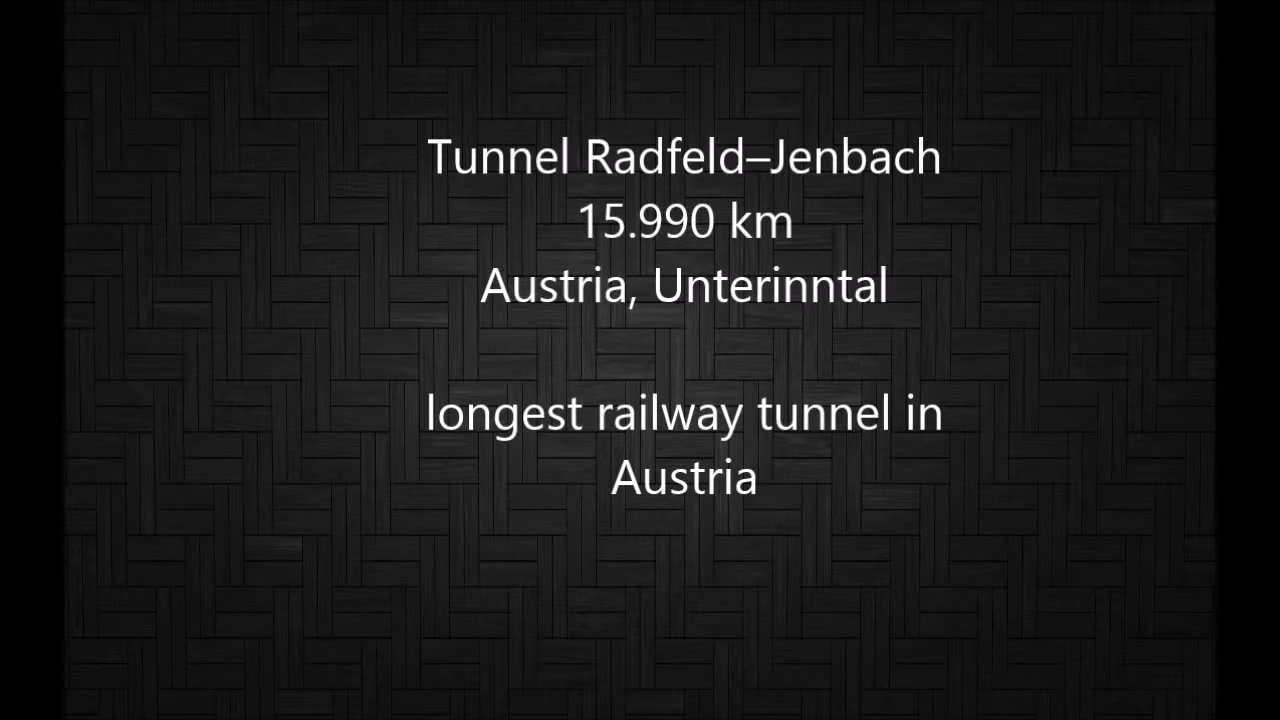 Tunnel Radfeld–Jenbach
15.990 km
Austria, Unterinntal
longest railway tunnel in
Austria